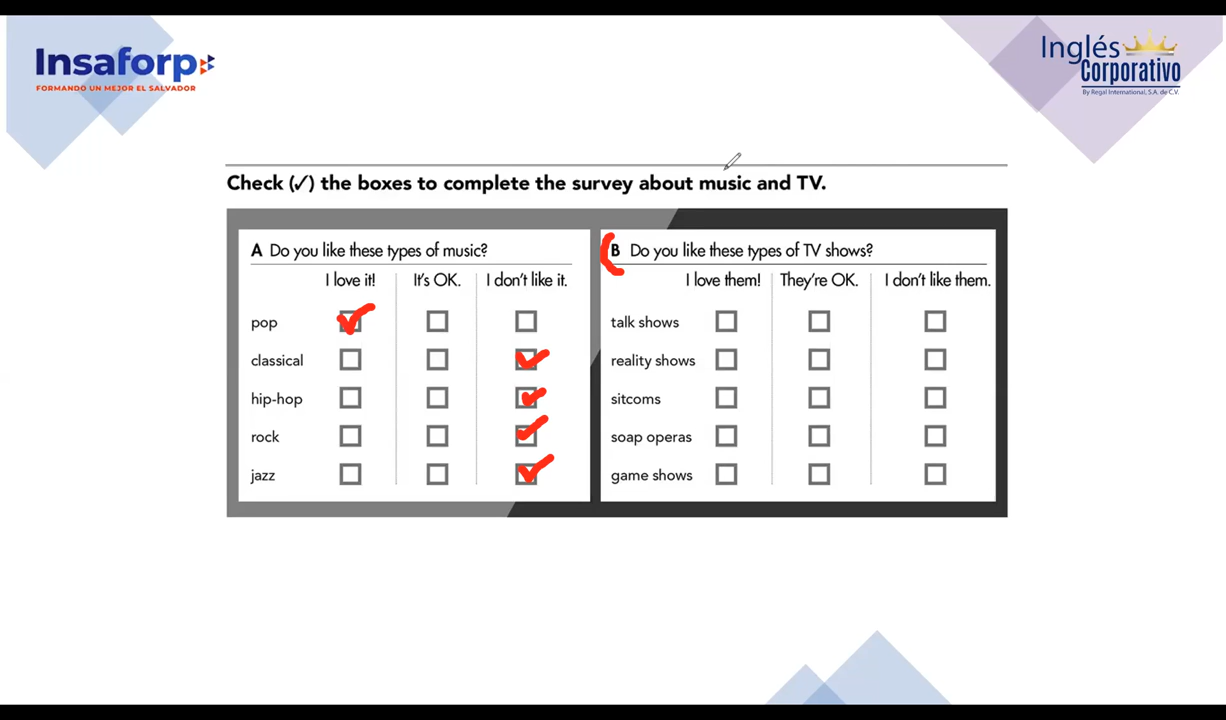 Insaforp
FORMANDO UN MEJOR EL SALVADOR
Inglés
Corporativo
By Regal International, S.A. de C.V.
Check (✓) the boxes to complete the survey about music and TV.
A Do you like these types of music?
I love it! It's OK. I don't like it.
pop
classical
hip-hop
rock
jazz
B Do you like these types of TV shows?
I love them! They're OK. I don't like them.
talk shows
reality shows
sitcoms
soap operas
game shows